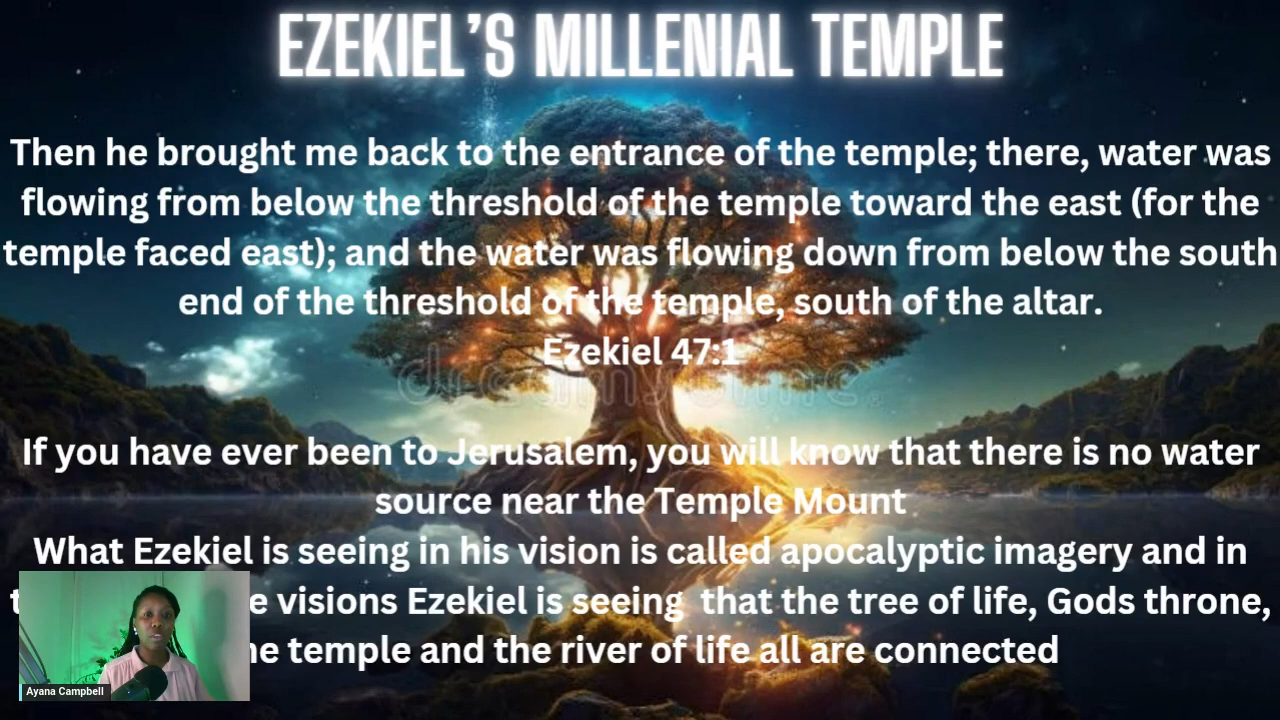 EZEKIEL'S MILLENIAL TEMPLE
Then he brought me back to the entrance of the temple; there, water was
flowing from below the threshold of the temple toward the east (for the
temple faced east); and the water was flowing down from below the south
end of the threshold of the temple, south of the altar.
Ezekiel 47:1
If you have ever been to Jerusalem, you will know that there is no water
source near the Temple Mount
What Ezekiel is seeing in his vision is called apocalyptic imagery and in
visions Ezekiel is seeing  that the tree of life, Gods throne,
temple and the river of life all are connected
Ayana Campbell
dreamstime.